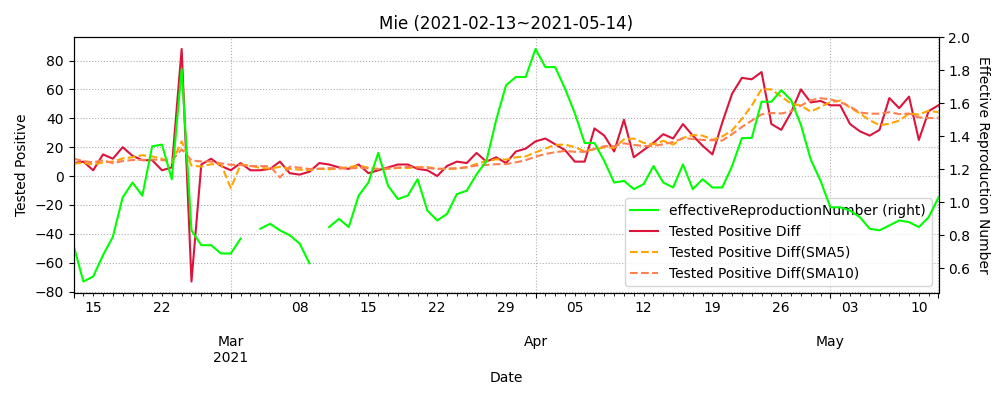 Mie (2021-02-13~2021-05-14)
Tested Positive
80
60
40
20
0
−20
−40
−60
−80
2.0
1.8
1.6
1.4
1.2
1.0
0.8
0.6
Effective Reproduction Number
effectiveReproductionNumber (right)
Tested Positive Diff
Tested Positive Diff(SMA5)
Tested Positive Diff(SMA10)
15 22 08 15 22 29 05 12 19 26 03 10
Mar Apr May
2021
Date